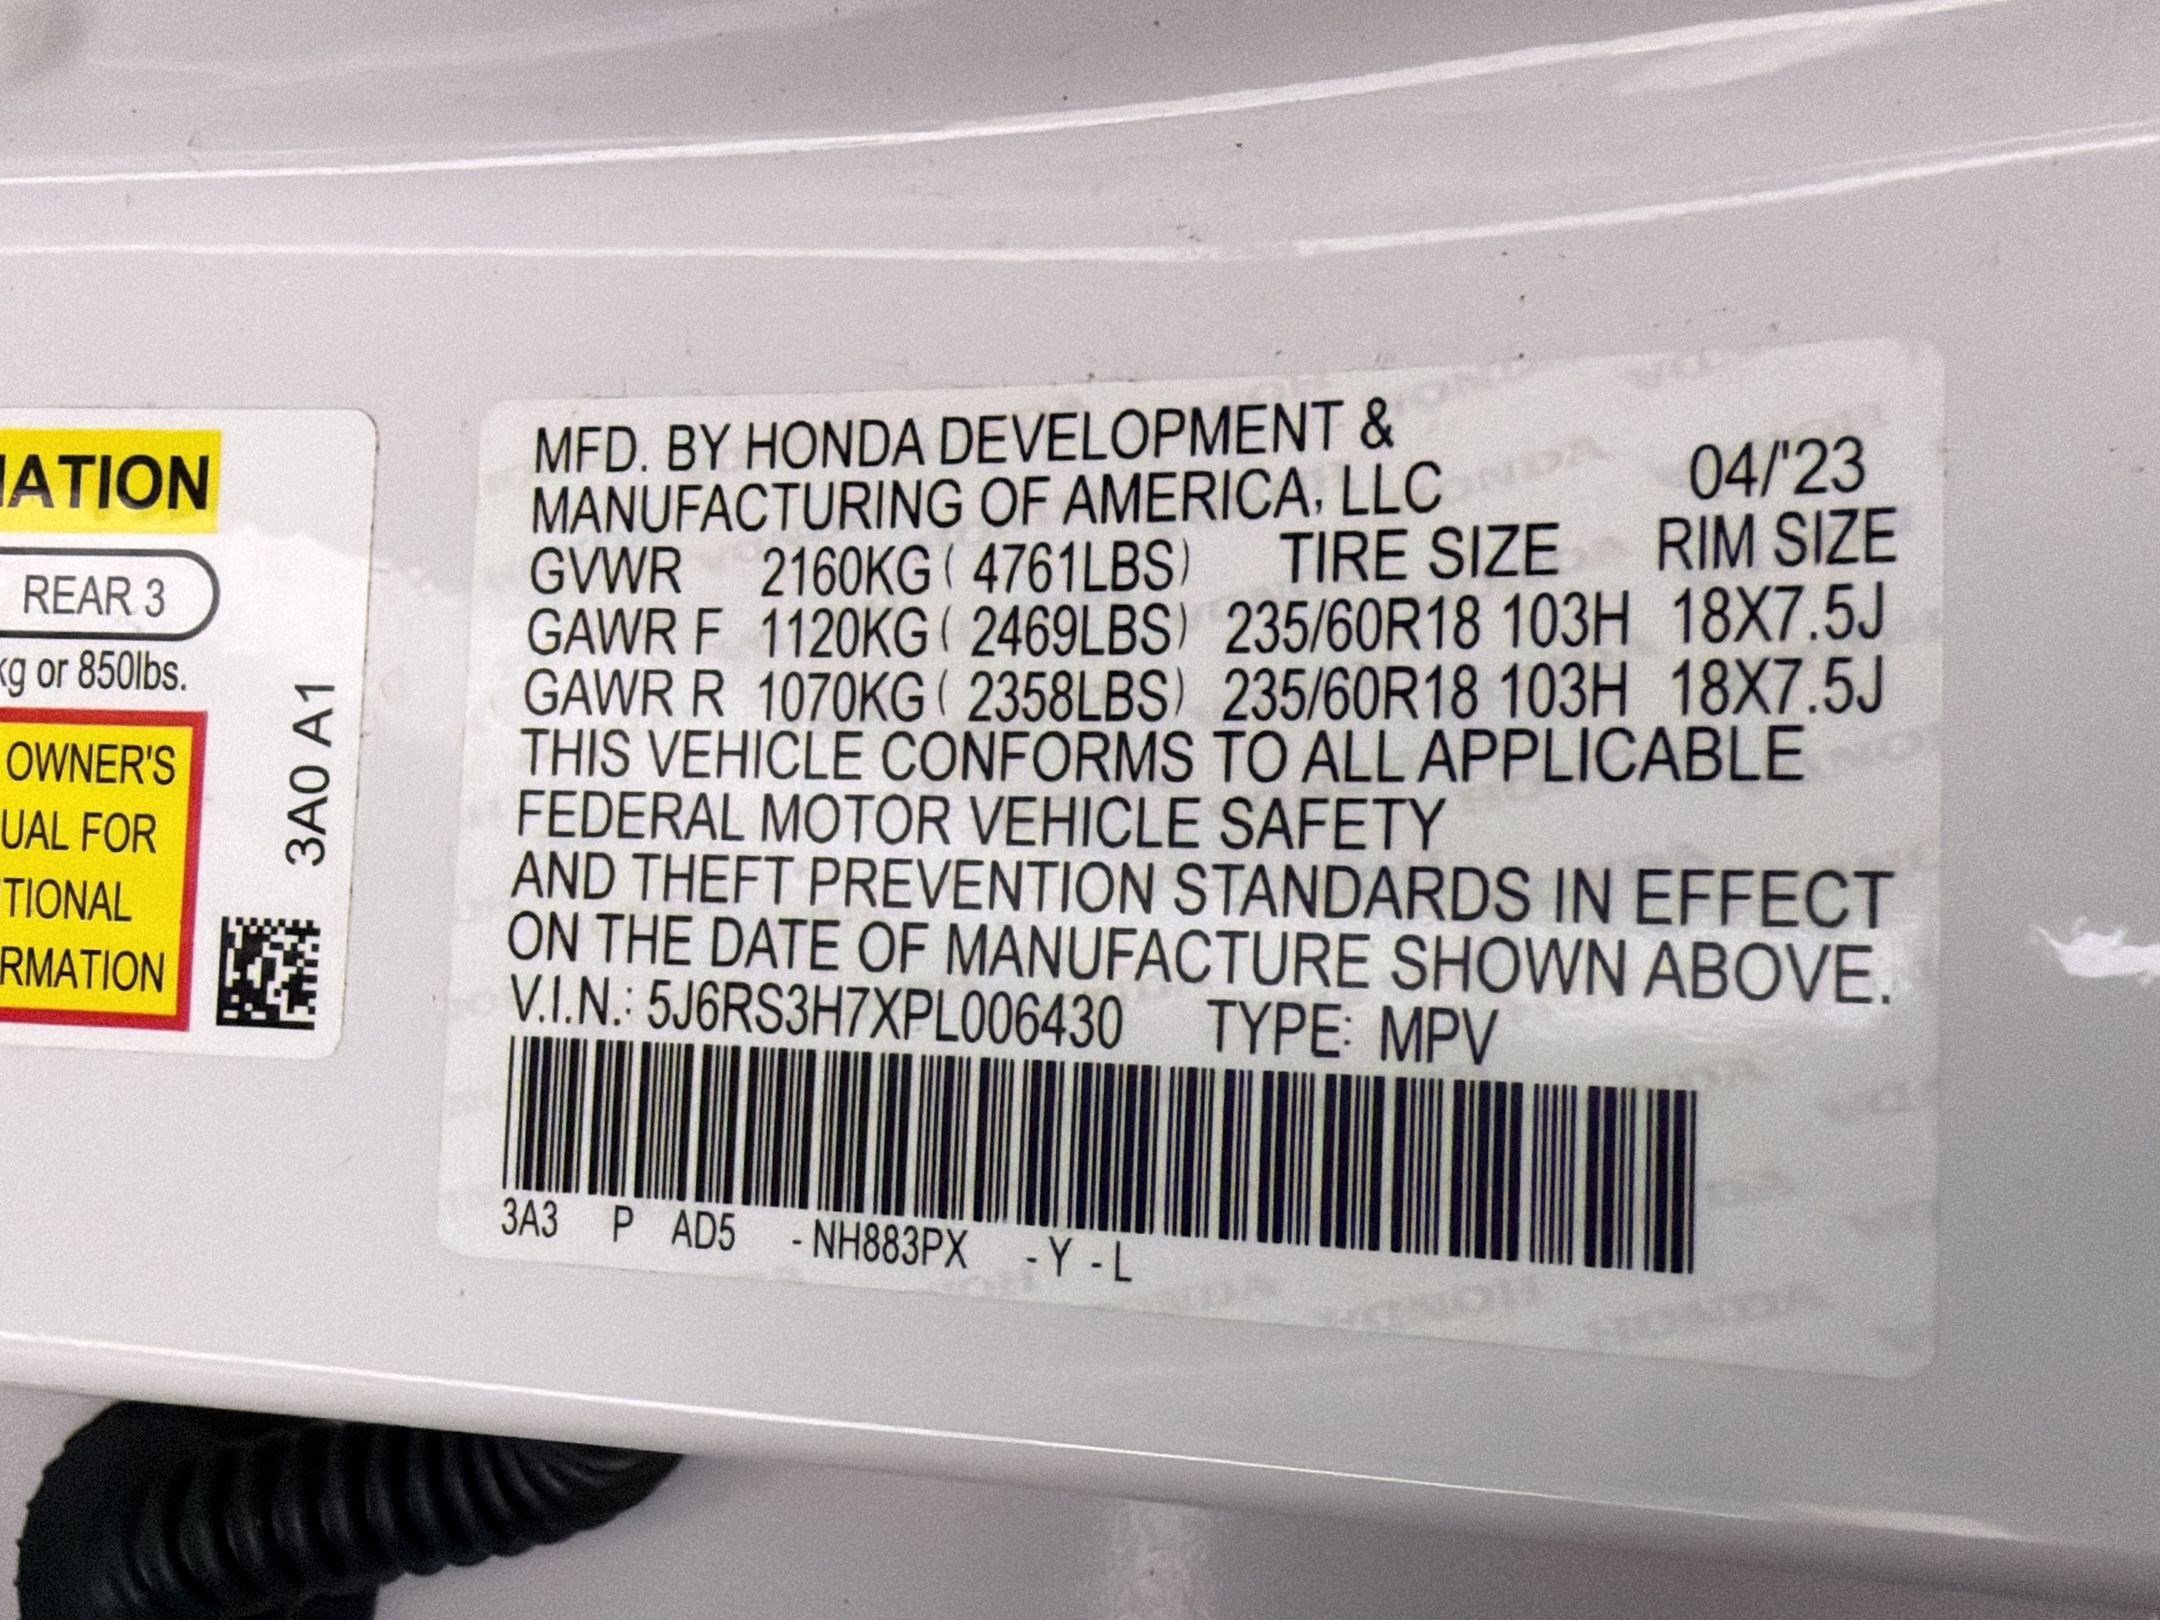 MATION
REAR 3
kg or 850lbs.
OWNER'S
UAL FOR
TIONAL
RMATION
3A0 A1
MFD. BY HONDA DEVELOPMENT &
MANUFACTURING OF AMERICA, LLC 04/'23
GVWR 2160KG ( 4761LBS) TIRE SIZE RIM SIZE
GAWR F 1120KG ( 2469LBS) 235/60R18 103H 18X7.5J
GAWR R 1070KG ( 2358LBS) 235/60R18 103H 18X7.5J
THIS VEHICLE CONFORMS TO ALL APPLICABLE
FEDERAL MOTOR VEHICLE SAFETY
AND THEFT PREVENTION STANDARDS IN EFFECT
ON THE DATE OF MANUFACTURE SHOWN ABOVE.
V.I.N.: 5J6RS3H7XPL006430 TYPE: MPV
3A3 P AD5 - NH883PX - Y - L